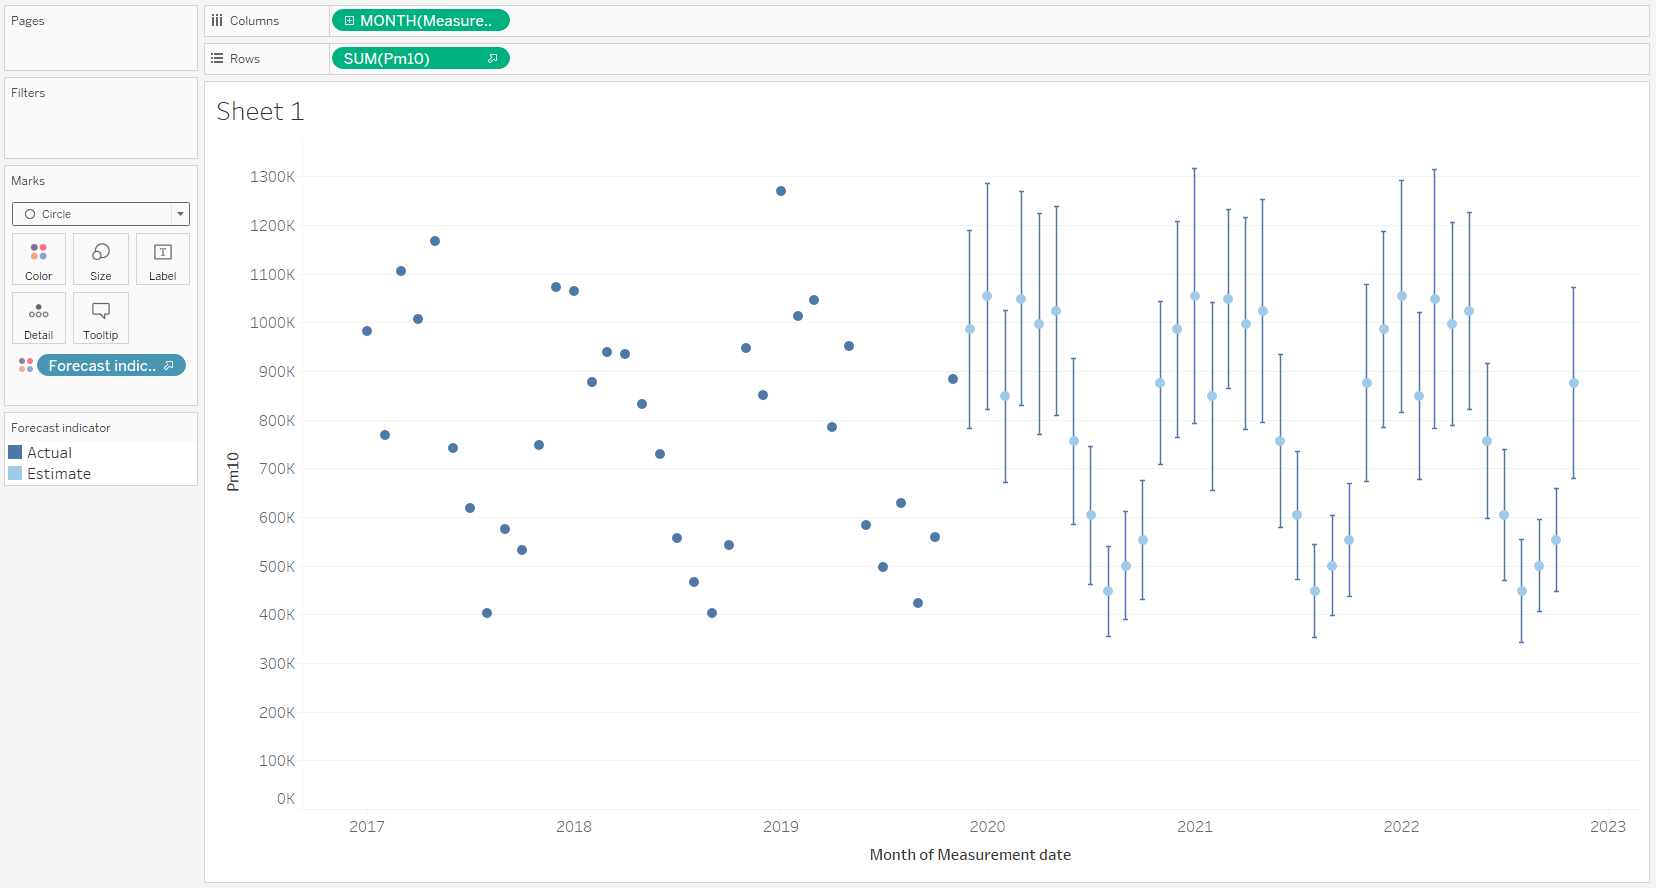 Pages
Columns
MONTH(Measure..
Rows
SUM(Pm10)
Filters
Marks
Circle
Color
Size
T
Label
Detail
Tooltip
Forecast indic..
Forecast indicator
Actual
Estimate
Sheet 1
1300K
1200K
1100K
1000K
900K
800K
700K
600K
500K
400K
300K
200K
100K
0K
Pm10
2017
2018
2019
2020
2021
2022
2023
Month of Measurement date